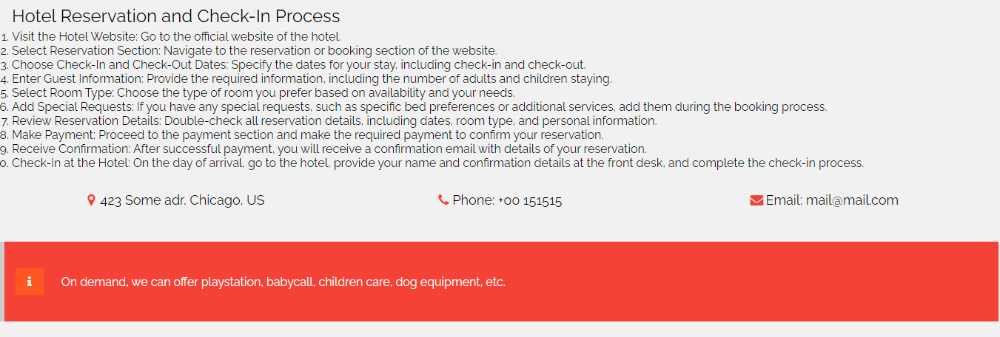 Hotel Reservation and Check-In Process
1. Visit the Hotel Website: Go to the official website of the hotel.
2. Select Reservation Section: Navigate to the reservation or booking section of the website.
3. Choose Check-In and Check-Out Dates: Specify the dates for your stay, including check-in and check-out.
4. Enter Guest Information: Provide the required information, including the number of adults and children staying.
5. Select Room Type: Choose the type of room you prefer based on availability and your needs.
6. Add Special Requests: If you have any special requests, such as specific bed preferences or additional services, add them during the booking process.
7. Review Reservation Details: Double-check all reservation details, including dates, room type, and personal information.
8. Make Payment: Proceed to the payment section and make the required payment to confirm your reservation.
9. Receive Confirmation: After successful payment, you will receive a confirmation email with details of your reservation.
0. Check-In at the Hotel: On the day of arrival, go to the hotel, provide your name and confirmation details at the front desk, and complete the check-in process.
423 Some adr, Chicago, US Phone: +00 151515 Email: mail@mail.com
i On demand, we can offer playstation, babycall, children care, dog equipment, etc.